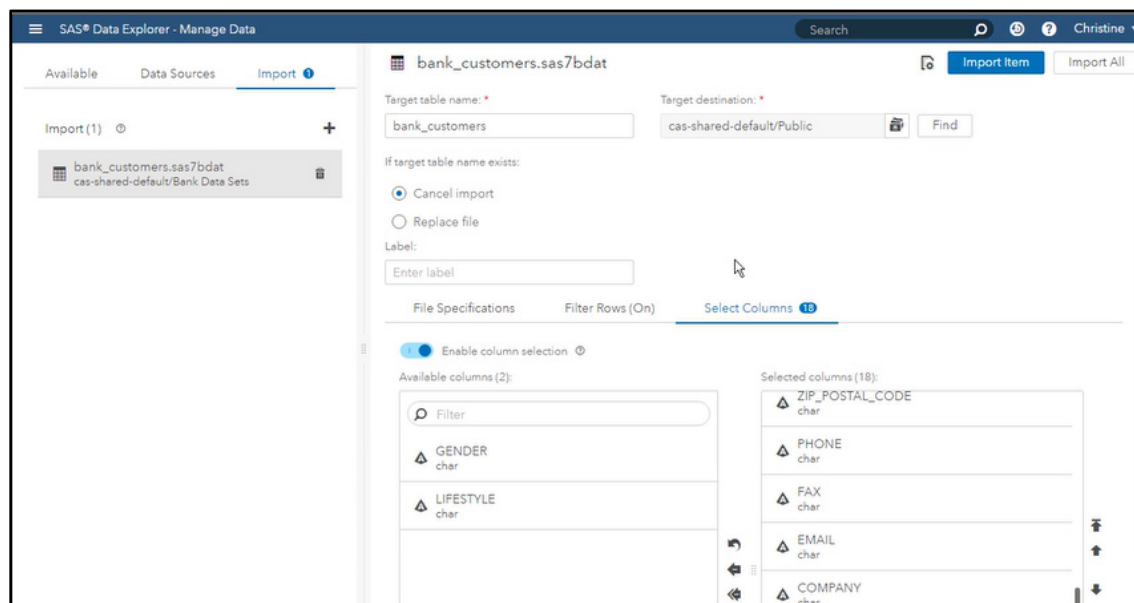 SAS® Data Explorer - Manage Data
Search
Christine
Available
Data Sources
Import 1
Import (1)
bank_customers.sas7bdat
cas-shared-default/Bank Data Sets
bank_customers.sas7bdat
Import Item
Import All
Target table name: *
Target destination: *
bank_customers
cas-shared-default/Public
Find
If target table name exists:
Cancel import
Replace file
Label:
Enter label
File Specifications
Filter Rows (On)
Select Columns 18
Enable column selection
Available columns (2):
Selected columns (18):
Filter
GENDER
char
LIFESTYLE
char
ZIP_POSTAL_CODE
char
PHONE
char
FAX
char
EMAIL
char
COMPANY
char